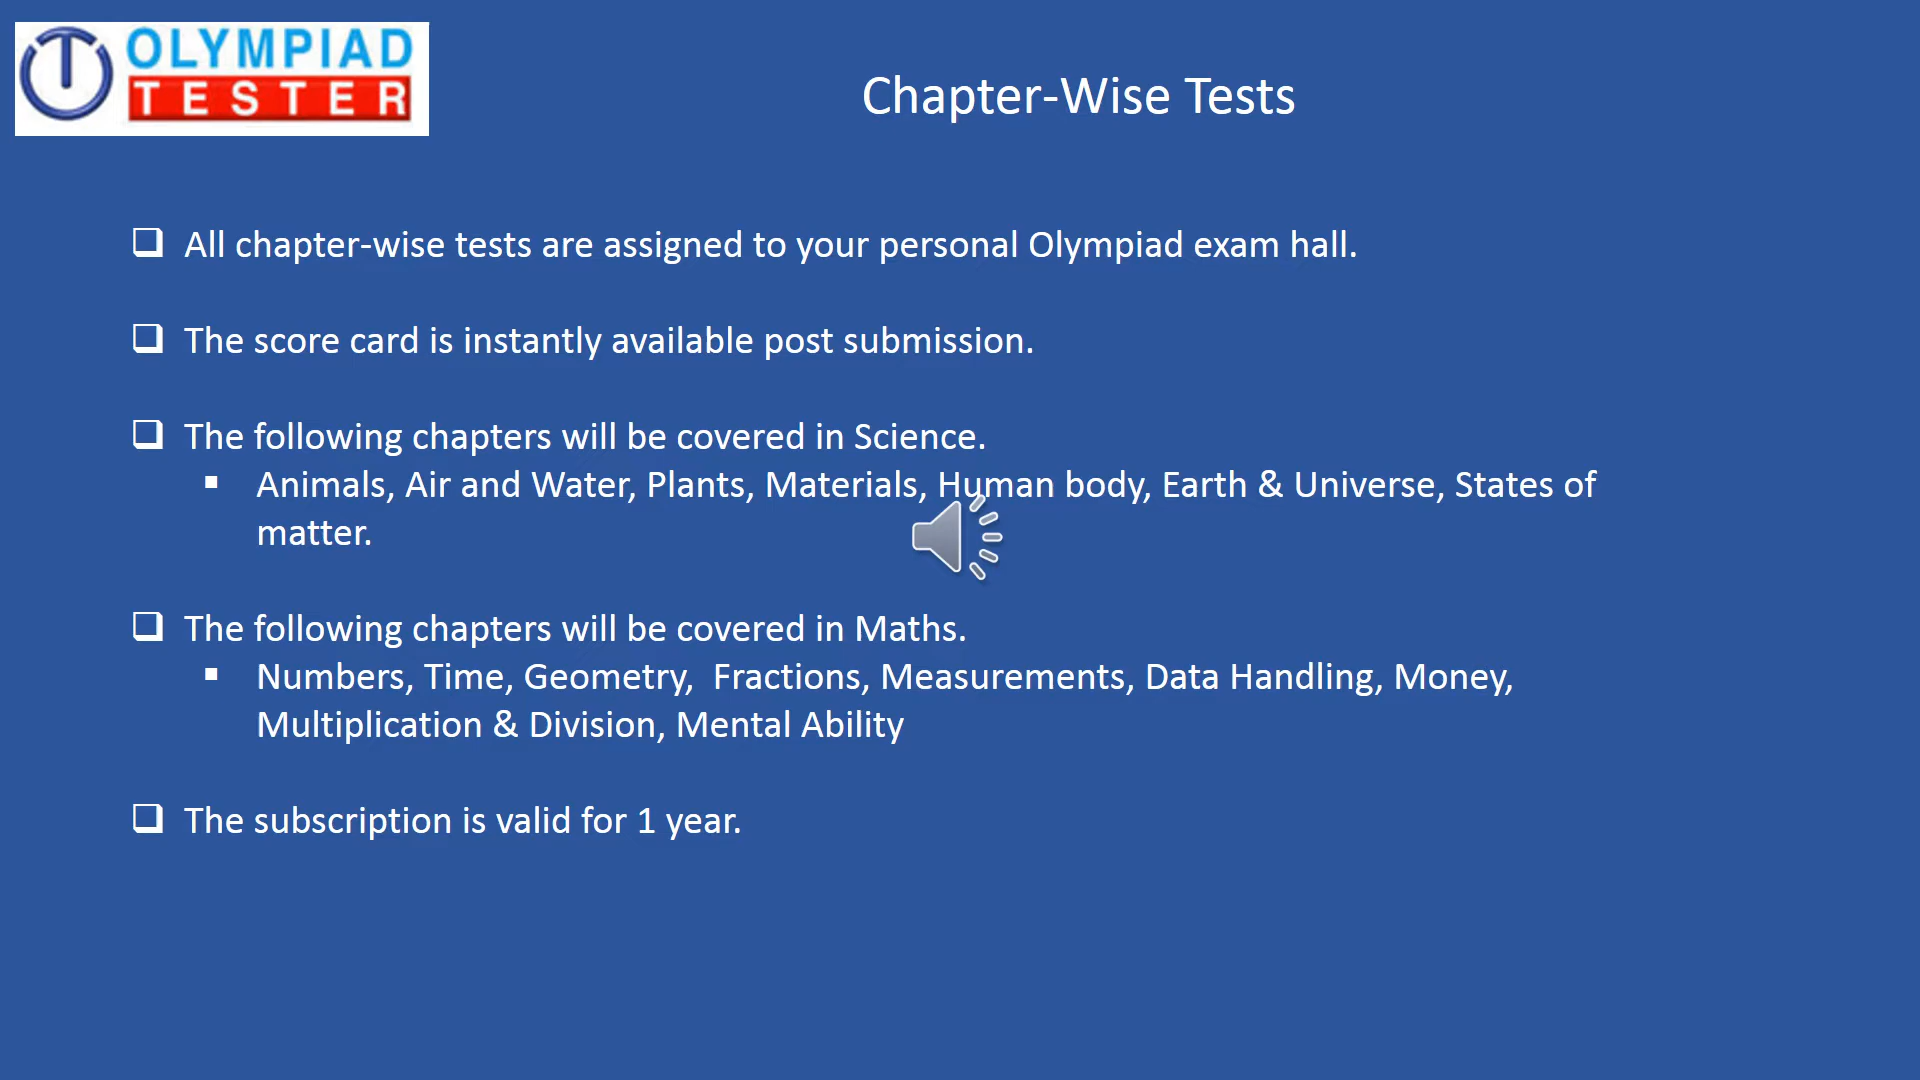 OLYMPIAD
TESTER
Chapter-Wise Tests
All chapter-wise tests are assigned to your personal Olympiad exam hall.
The score card is instantly available post submission.
The following chapters will be covered in Science.
Animals, Air and Water, Plants, Materials, Human body, Earth & Universe, States of
matter.
The following chapters will be covered in Maths.
Numbers, Time, Geometry,  Fractions, Measurements, Data Handling, Money,
Multiplication & Division, Mental Ability
The subscription is valid for 1 year.